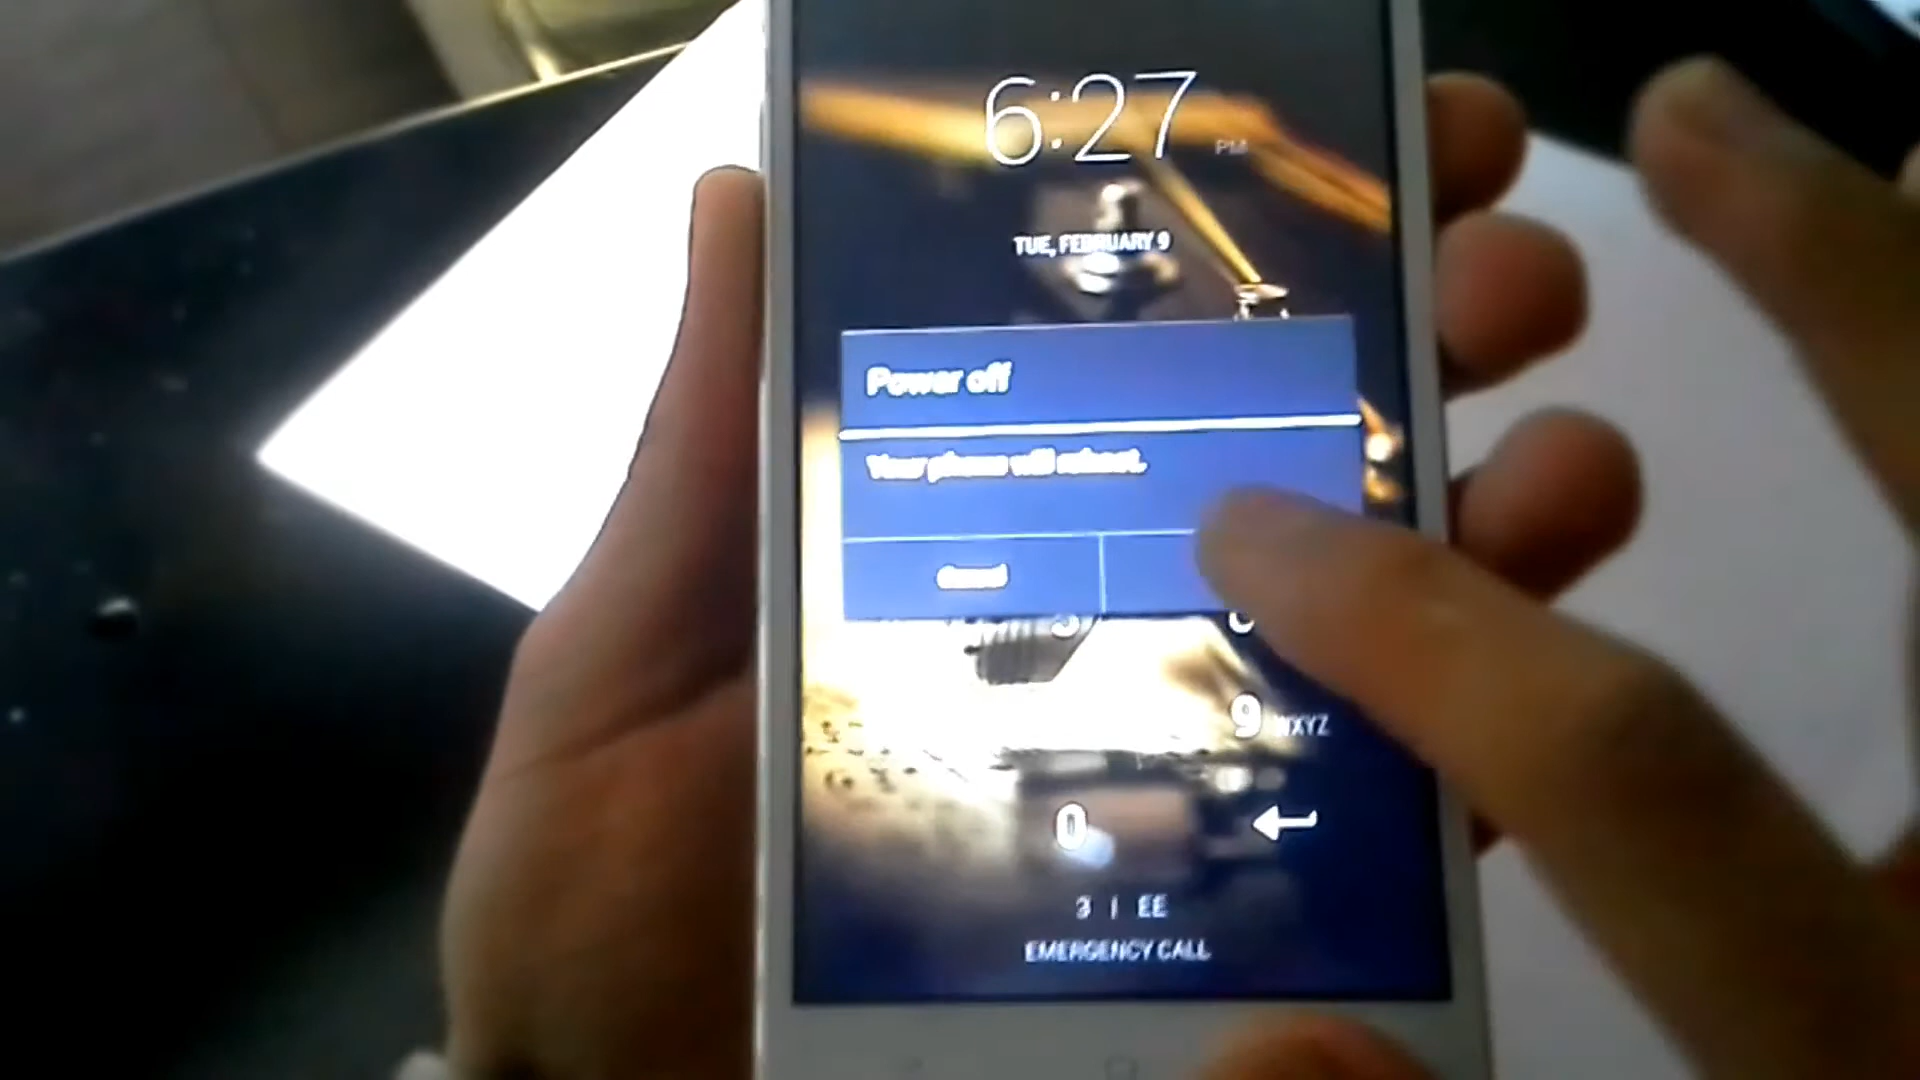 6:27 PM
TUE, FEBRUARY 9
Power off
Your phone will reboot.
Cancel
9 WXYZ
0
3 | EE
EMERGENCY CALL